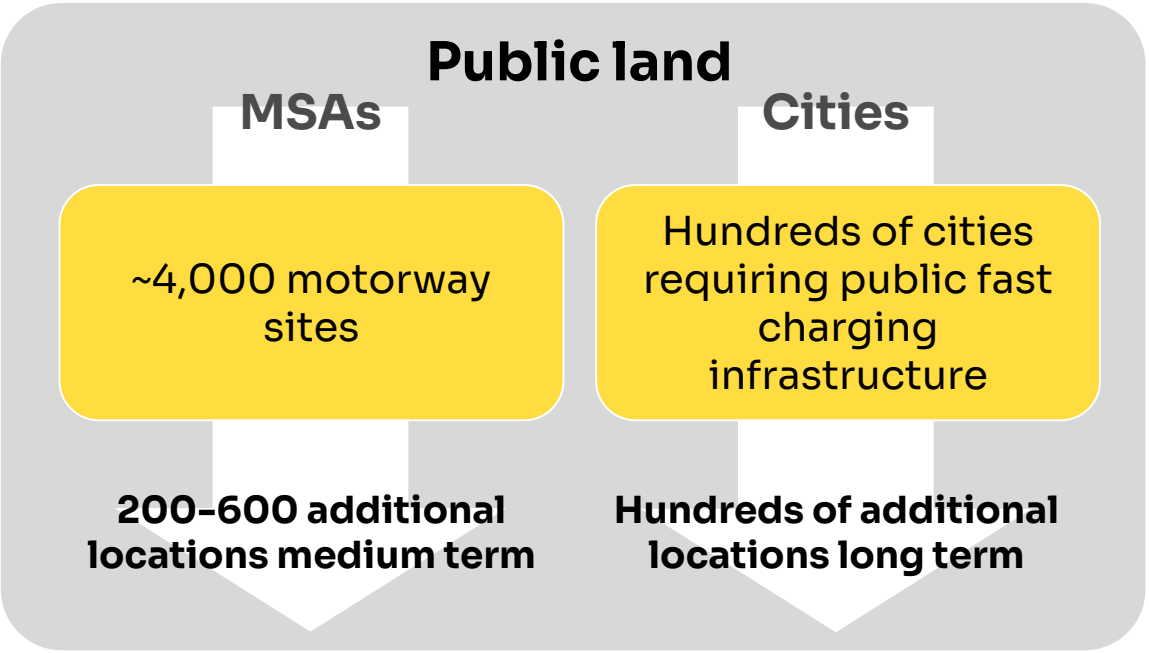 Public land
MSAs
~4,000 motorway
sites
200-600 additional
locations medium term
Cities
Hundreds of cities
requiring public fast
charging
infrastructure
Hundreds of additional
locations long term